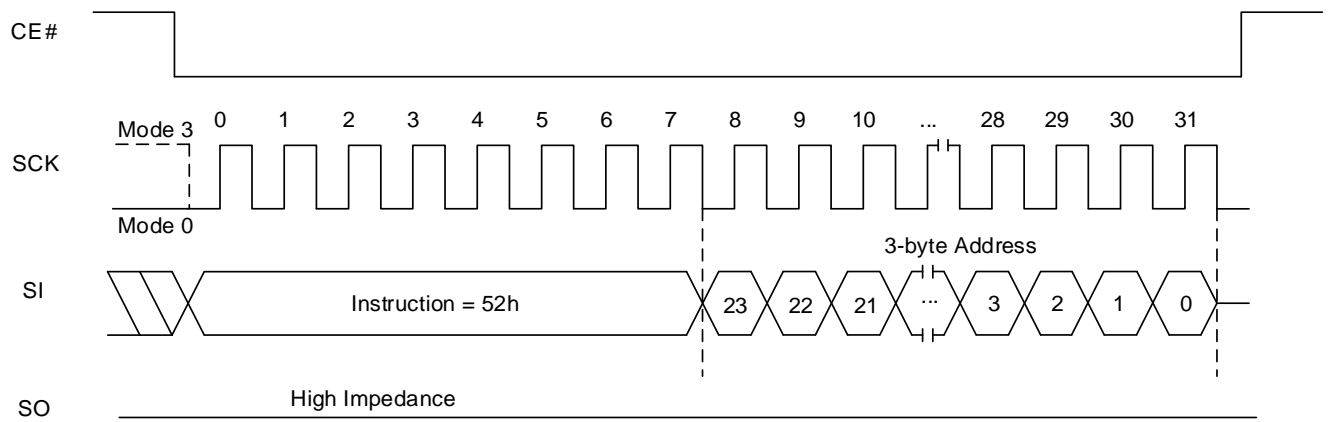 CE#
SCK
Mode 3
0 1 2 3 4 5 6 7 8 9 10 ... 28 29 30 31
Mode 0
3-byte Address
SI
Instruction = 52h
23 22 21 ... 3 2 1 0
SO
High Impedance